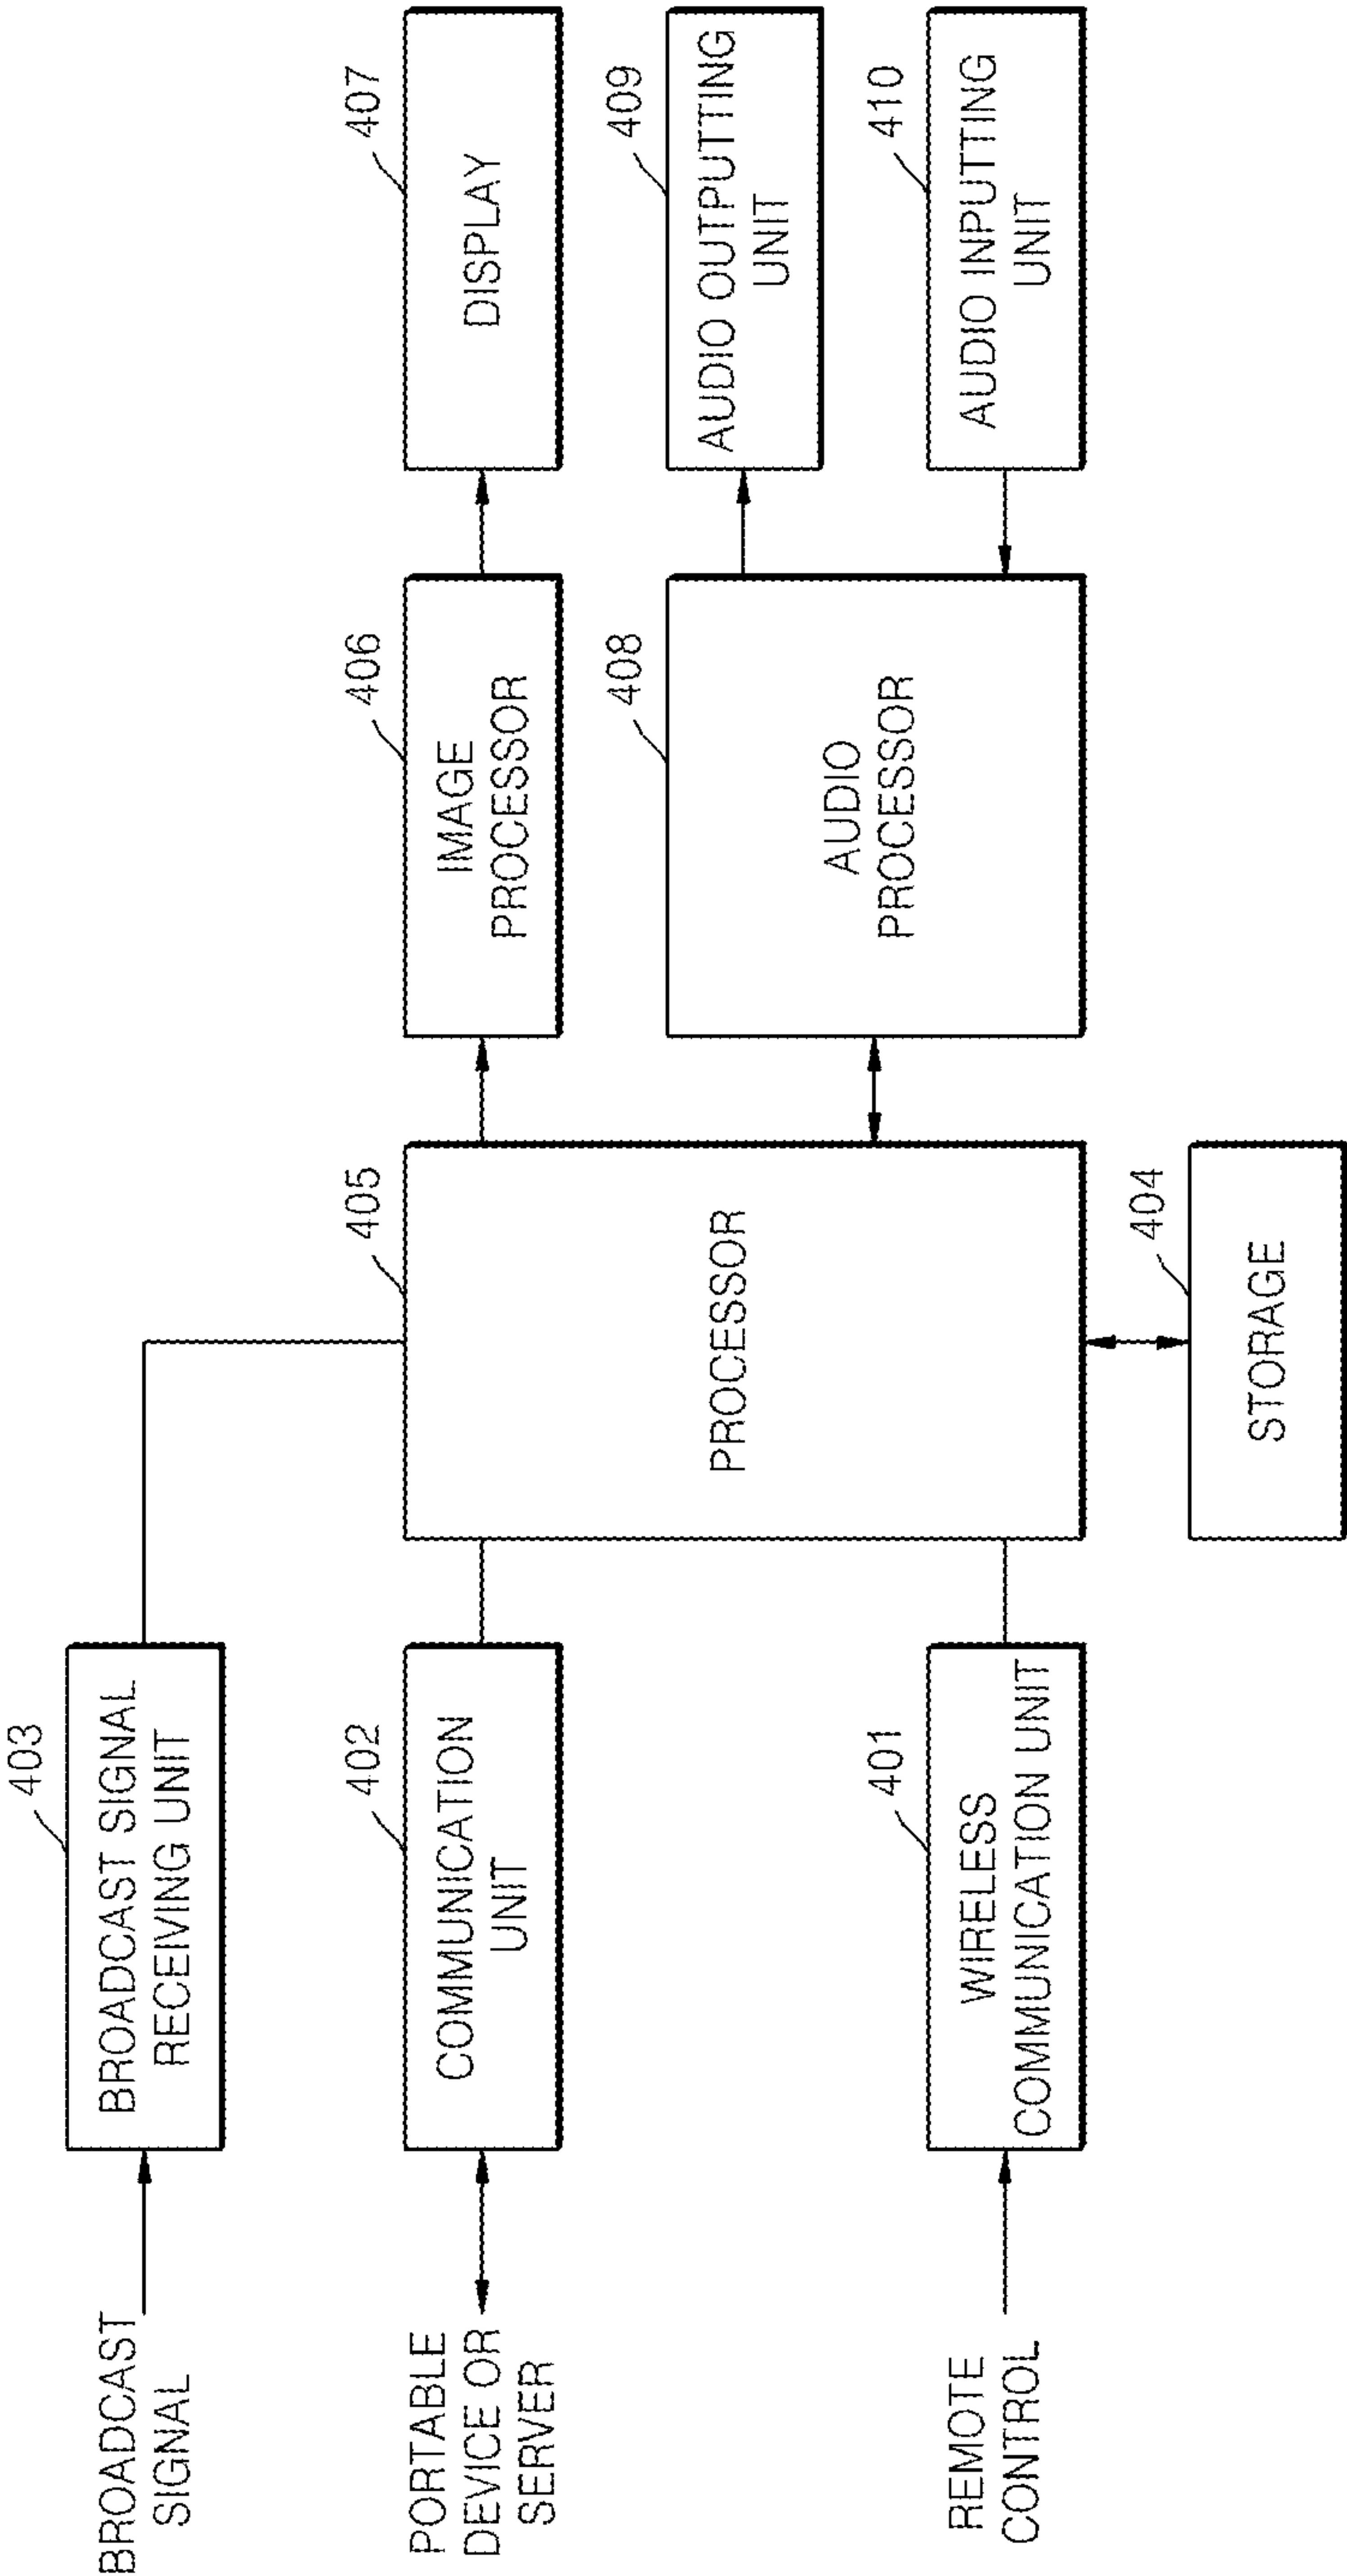 BROADCAST
SIGNAL
403
BROADCAST SIGNAL
RECEIVING UNIT
PORTABLE
DEVICE OR
SERVER
402
COMMUNICATION
UNIT
REMOTE
CONTROL
401
WIRELESS
COMMUNICATION UNIT
405
PROCESSOR
404
STORAGE
406
IMAGE
PROCESSOR
407
DISPLAY
408
AUDIO
PROCESSOR
409
AUDIO OUTPUTTING
UNIT
410
AUDIO INPUTTING
UNIT